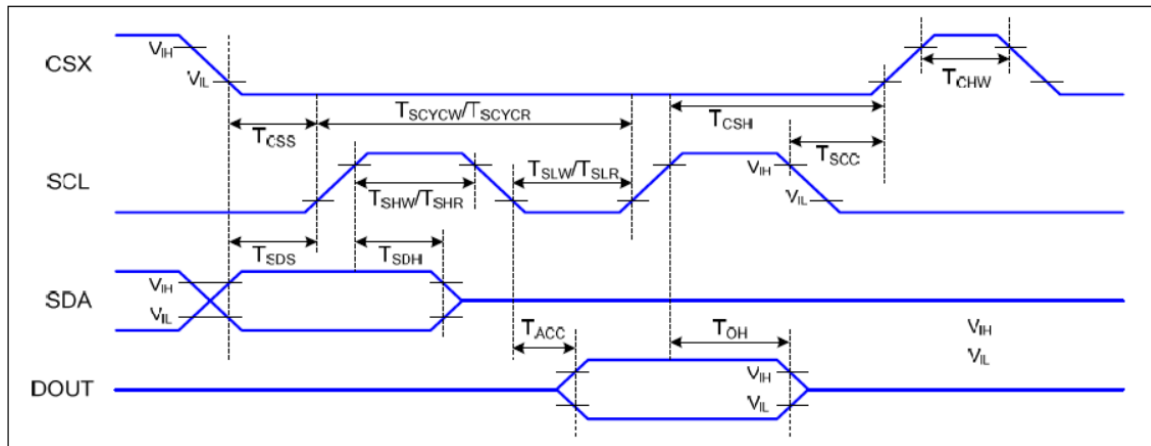 CSX
VIH
VIL
TCSS
TSCYCW/TSCYCR
TCSH
TCHW
TSCC
SCL
TSHW/TSHR
TSLW/TSLR
VIH
VIL
TSDS
TSDH
SDA
VIH
VIL
TACC
TOH
VIH
VIL
DOUT
VIH
VIL